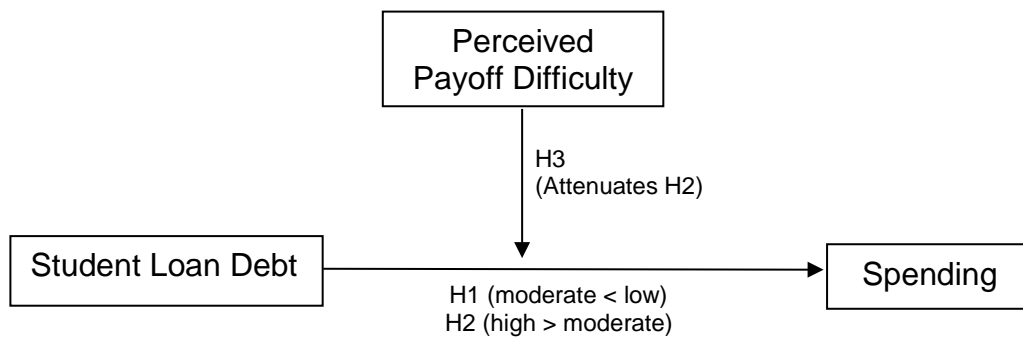 Perceived
Payoff Difficulty
H3
(Attenuates H2)
Student Loan Debt
Spending
H1 (moderate < low)
H2 (high > moderate)